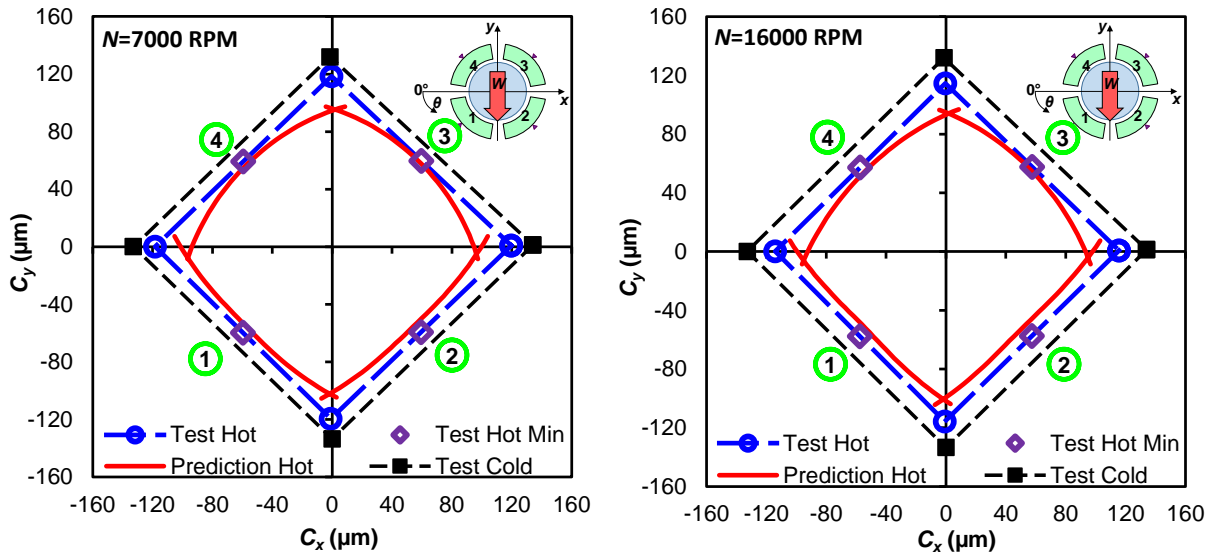 N=7000 RPM
160
120
80
40
0
-40
-80
-120
-160
-160 -120 -80 -40 0 40 80 120 160
Cy (μm)
Cx (μm)
y
x
0°
θ
W
4
3
1
2
4
3
1
2
Test Hot
Test Hot Min
Prediction Hot
Test Cold
N=16000 RPM
160
120
80
40
0
-40
-80
-120
-160
-160 -120 -80 -40 0 40 80 120 160
Cy (μm)
Cx (μm)
y
x
0°
θ
W
4
3
1
2
4
3
1
2
Test Hot
Test Hot Min
Prediction Hot
Test Cold